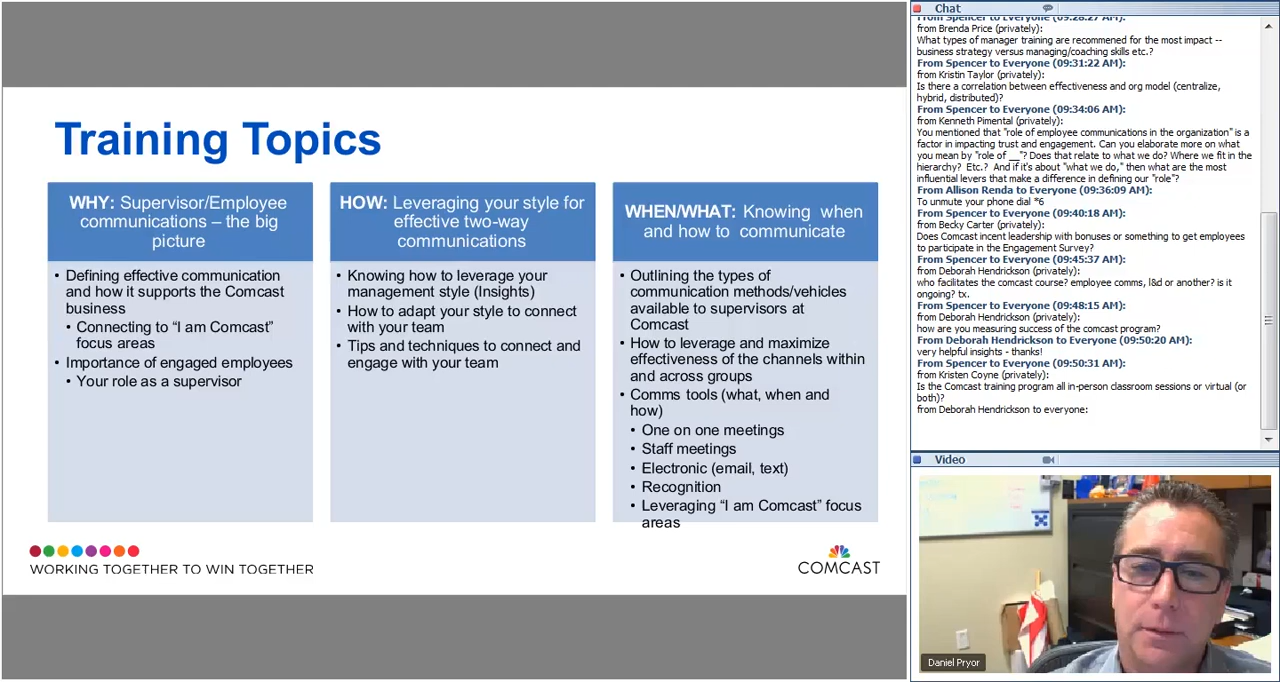 Training Topics
WHY: Supervisor/Employee
communications – the big
picture
• Defining effective communication
and how it supports the Comcast
business
• Connecting to “I am Comcast”
focus areas
• Importance of engaged employees
• Your role as a supervisor
HOW: Leveraging your style for
effective two-way
communications
• Knowing how to leverage your
management style (Insights)
• How to adapt your style to connect
with your team
• Tips and techniques to connect and
engage with your team
WHEN/WHAT: Knowing when
and how to communicate
• Outlining the types of
communication methods/vehicles
available to supervisors at
Comcast
• How to leverage and maximize
effectiveness of the channels within
and across groups
• Comms tools (what, when and
how)
• One on one meetings
• Staff meetings
• Electronic (email, text)
• Recognition
• Leveraging “I am Comcast” focus
areas
WORKING TOGETHER TO WIN TOGETHER
COMCAST
Chat
From Spencer to Everyone (09:28:27 AM):
from Brenda Price (privately):
What types of manager training are recommened for the most impact --
business strategy versus managing/coaching skills etc.?
From Spencer to Everyone (09:31:22 AM):
from Kristin Taylor (privately):
Is there a correlation between effectiveness and org model (centralize,
hybrid, distributed)?
From Spencer to Everyone (09:34:06 AM):
from Kenneth Pimental (privately):
You mentioned that "role of employee communications in the organization" is a
factor in impacting trust and engagement. Can you elaborate more on what
you mean by "role of __"? Does that relate to what we do? Where we fit in the
hierarchy? Etc.? And if it's about "what we do," then what are the most
influential levers that make a difference in defining our "role"?
From Allison Renda to Everyone (09:36:09 AM):
To unmute your phone dial *6
From Spencer to Everyone (09:40:18 AM):
from Becky Carter (privately):
Does Comcast incent leadership with bonuses or something to get employees
to participate in the Engagement Survey?
From Spencer to Everyone (09:45:37 AM):
from Deborah Hendrickson (privately):
who facilitates the comcast course? employee comms, l&d or another? is it
ongoing? tx.
From Spencer to Everyone (09:48:15 AM):
from Deborah Hendrickson (privately):
how are you measuring success of the comcast program?
From Deborah Hendrickson to Everyone (09:50:20 AM):
very helpful insights - thanks!
From Spencer to Everyone (09:50:31 AM):
from Kristen Coyne (privately):
Is the Comcast training program all in-person classroom sessions or virtual (or
both)?
from Deborah Hendrickson to everyone:
Video
Daniel Pryor